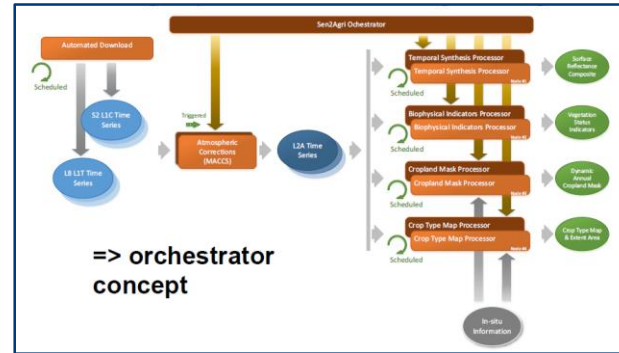 Sen2Agri Ochestrator
Automated Download
Scheduled
S2 L1C Time
Series
L8 L1T Time
Series
Triggered
Atmospheric
Corrections
(MACCS)
L2A Time
Series
Temporal Synthesis Processor
Temporal Synthesis Processor
Scheduled
Surface
Reflectance
Composite
Biophysical Indicators Processor
Biophysical Indicators Processor
Scheduled
Vegetation
Status
Indicators
Cropland Mask Processor
Cropland Mask Processor
Scheduled
Dynamic
Annual
Cropland Mask
Crop Type Map Processor
Crop Type Map Processor
Scheduled
Crop Type Map
& Extent Area
=> orchestrator
concept
In-situ
Information